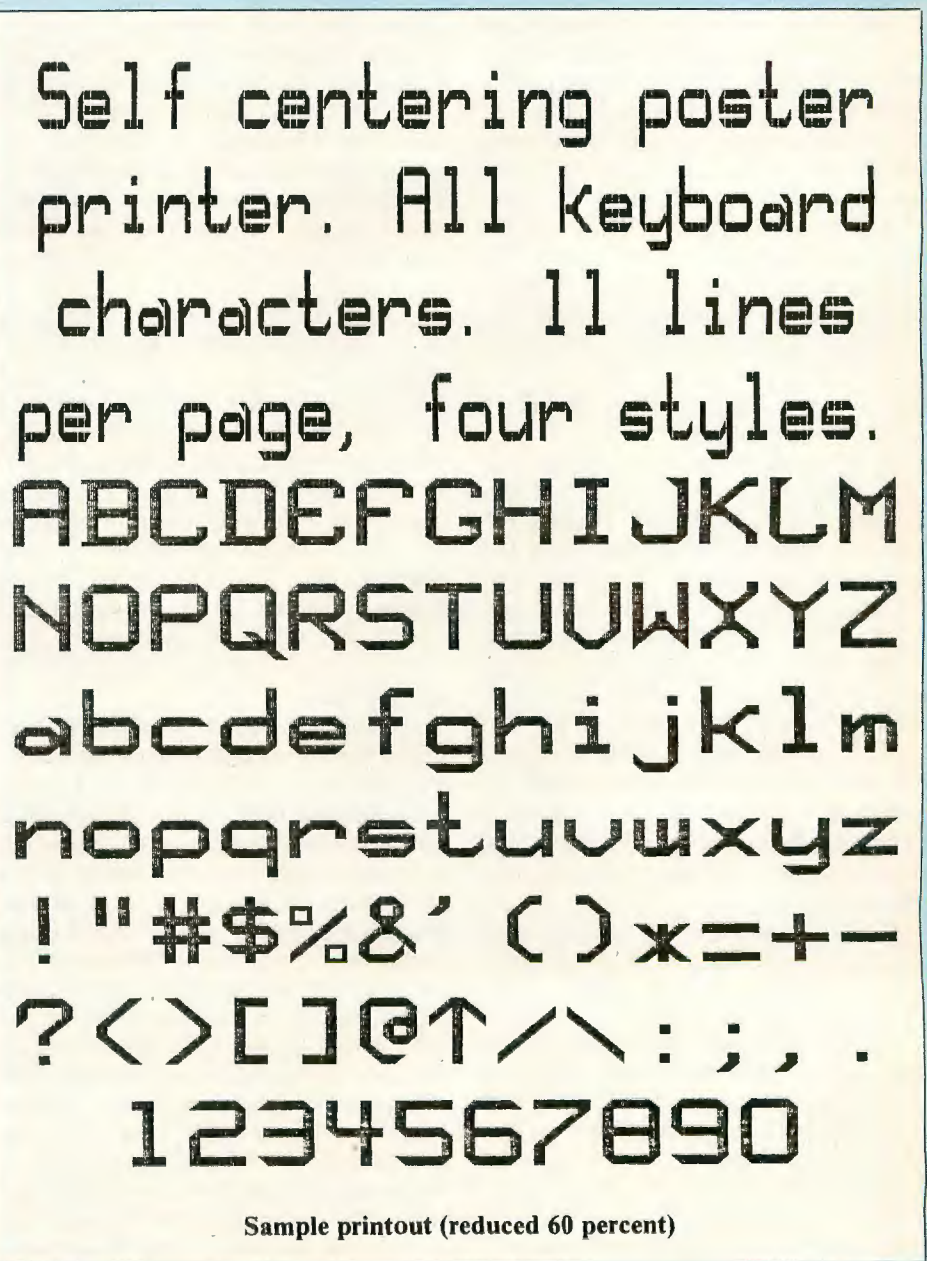 Self centering poster
printer. All keyboard
characters. 11 lines
per page, four styles.
ABCDEFGHIJKLM
NOPQRSTUVWXYZ
abcdefghijklm
nopqrstuvwxyz
!"#$%&' ()*=+-
?<>[]@↑/\:;,.
1234567890
Sample printout (reduced 60 percent)